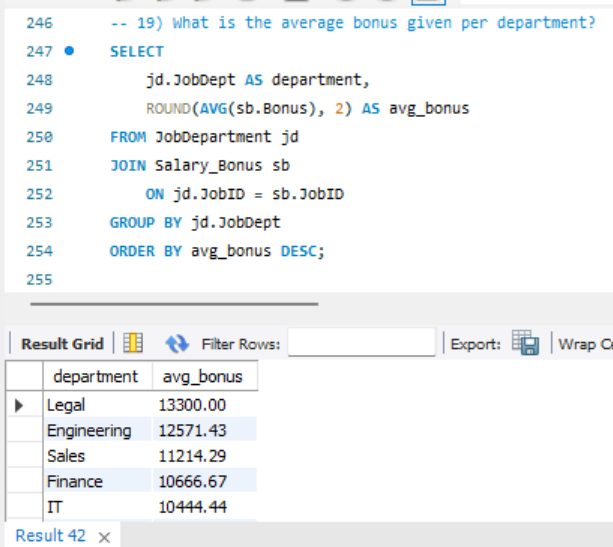 246 -- 19) What is the average bonus given per department?
247 SELECT
248 jd.JobDept AS department,
249 ROUND(AVG(sb.Bonus), 2) AS avg_bonus
250 FROM JobDepartment jd
251 JOIN Salary_Bonus sb
252 ON jd.JobID = sb.JobID
253 GROUP BY jd.JobDept
254 ORDER BY avg_bonus DESC;
255
Result Grid Filter Rows: Export: Wrap Ce
department avg_bonus
Legal 13300.00
Engineering 12571.43
Sales 11214.29
Finance 10666.67
IT 10444.44
Result 42 ×